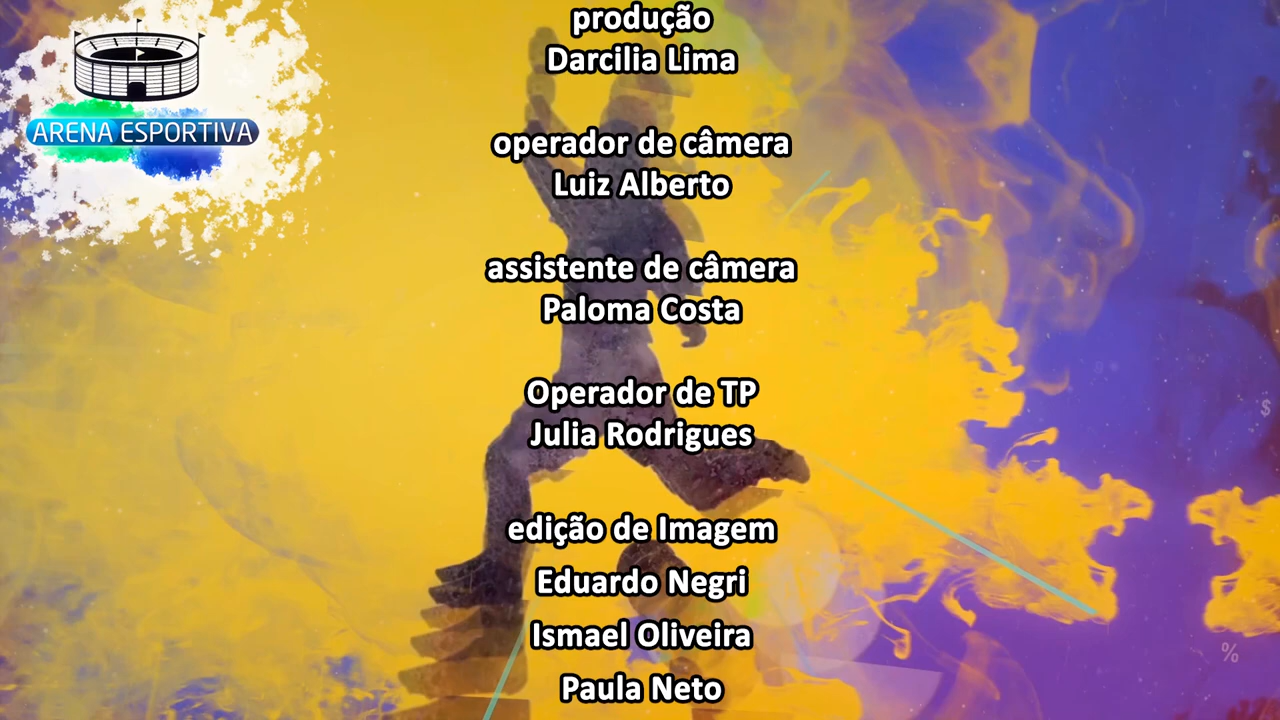 ARENA ESPORTIVA
produção
Darcilia Lima
operador de câmera
Luiz Alberto
assistente de câmera
Paloma Costa
Operador de TP
Julia Rodrigues
edição de Imagem
Eduardo Negri
Ismael Oliveira
Paula Neto
$
%